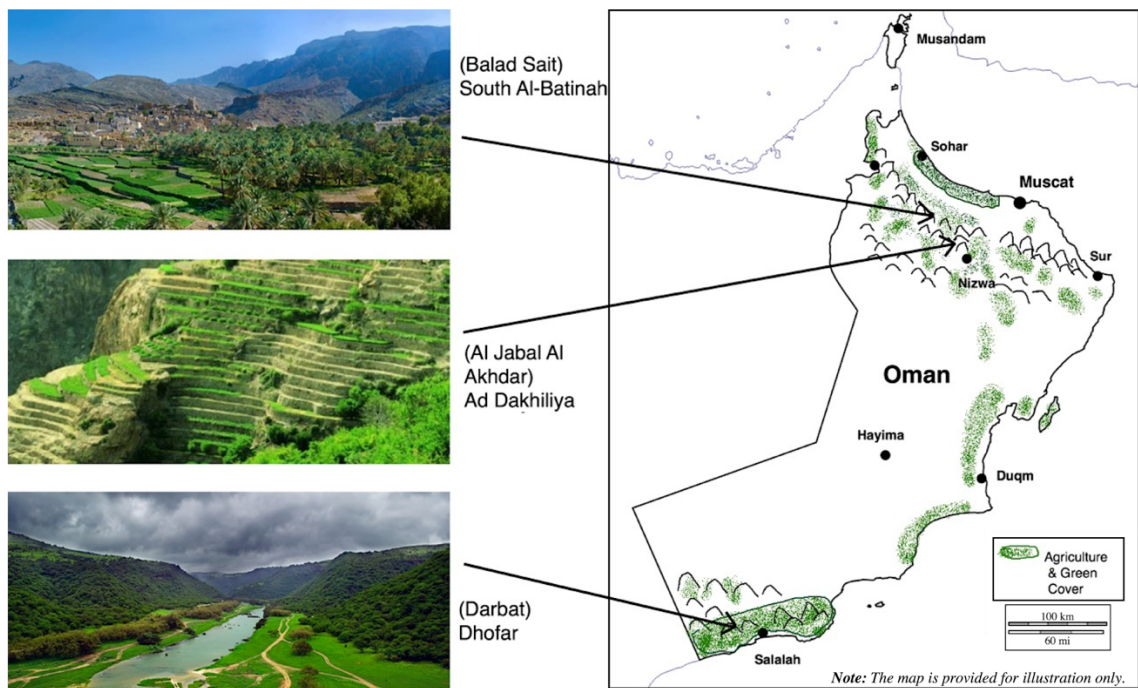 (Balad Sait)
South Al-Batinah
(Al Jabal Al
Akhdar)
Ad Dakhiliya
(Darbat)
Dhofar
Musandam
Sohar
Muscat
Sur
Nizwa
Oman
Hayima
Duqm
Salalah
Agriculture
& Green
Cover
100 km
60 mi
Note: The map is provided for illustration only.